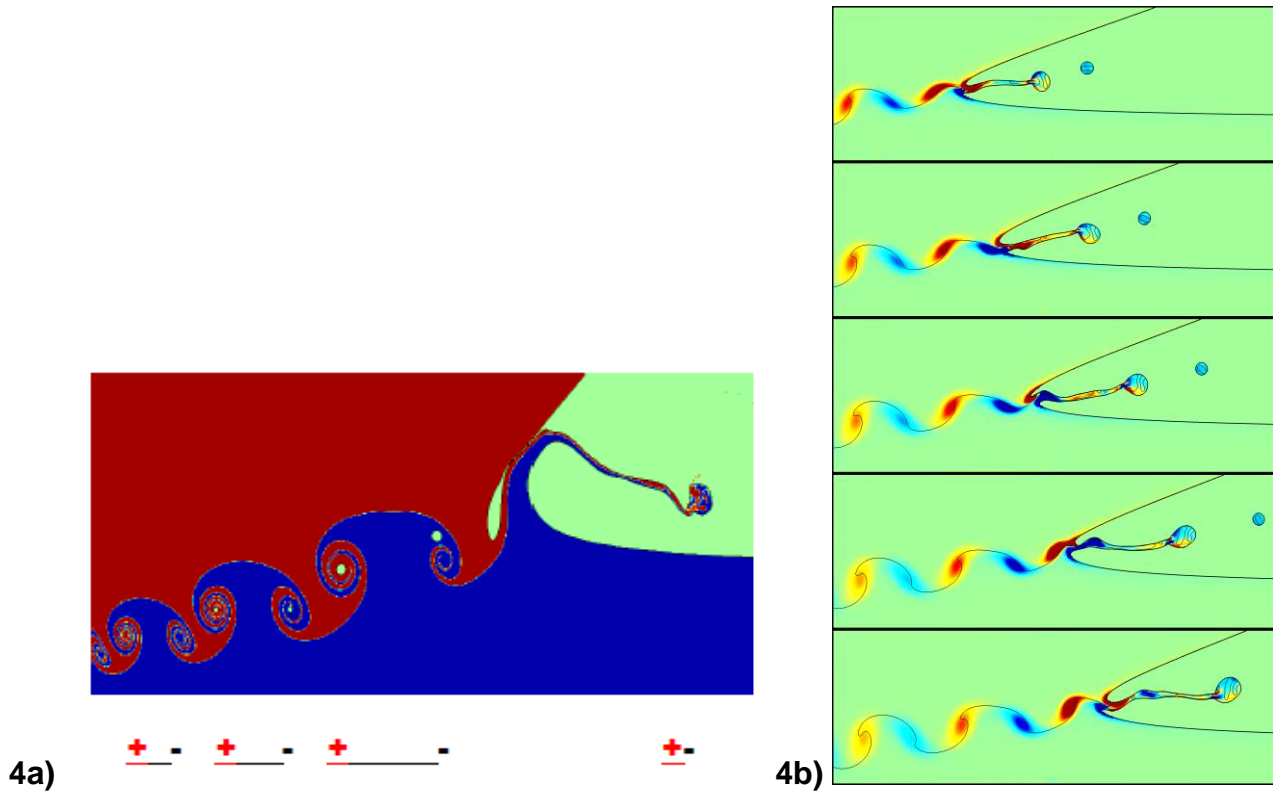 + - + - + - + -
4a) 4b)